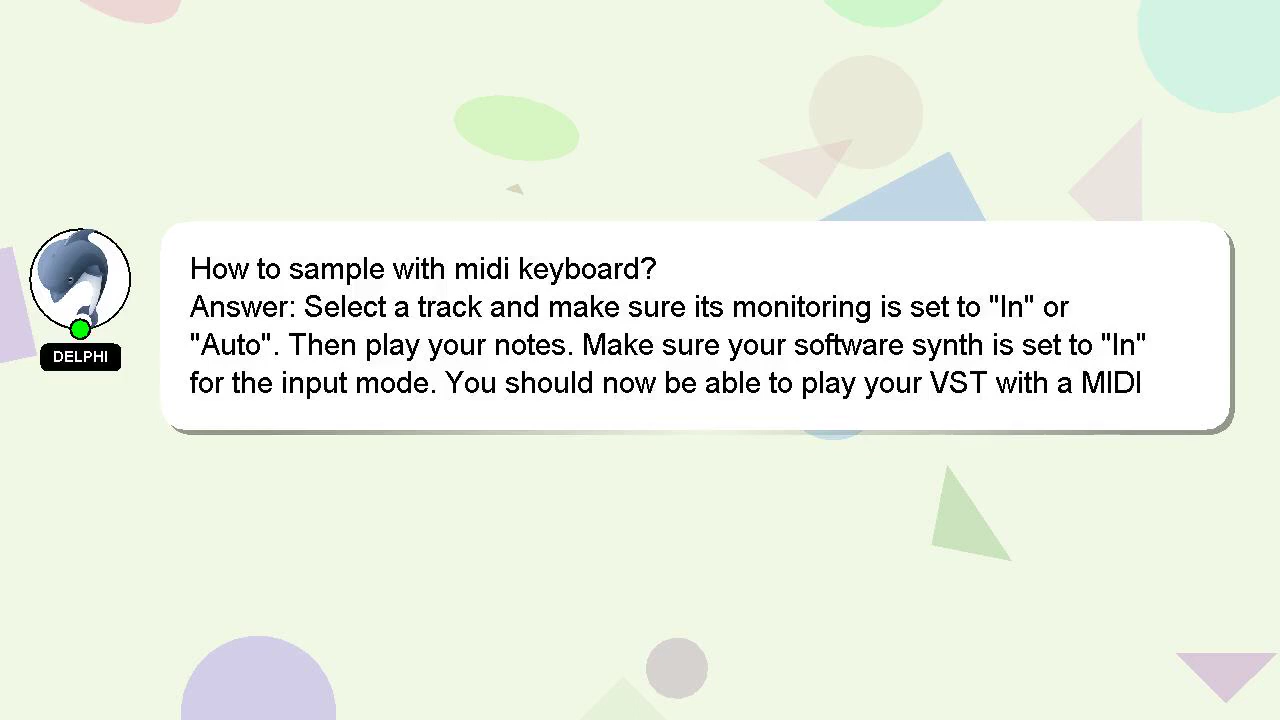 How to sample with midi keyboard?
Answer: Select a track and make sure its monitoring is set to "In" or
"Auto". Then play your notes. Make sure your software synth is set to "In"
for the input mode. You should now be able to play your VST with a MIDI
DELPHI